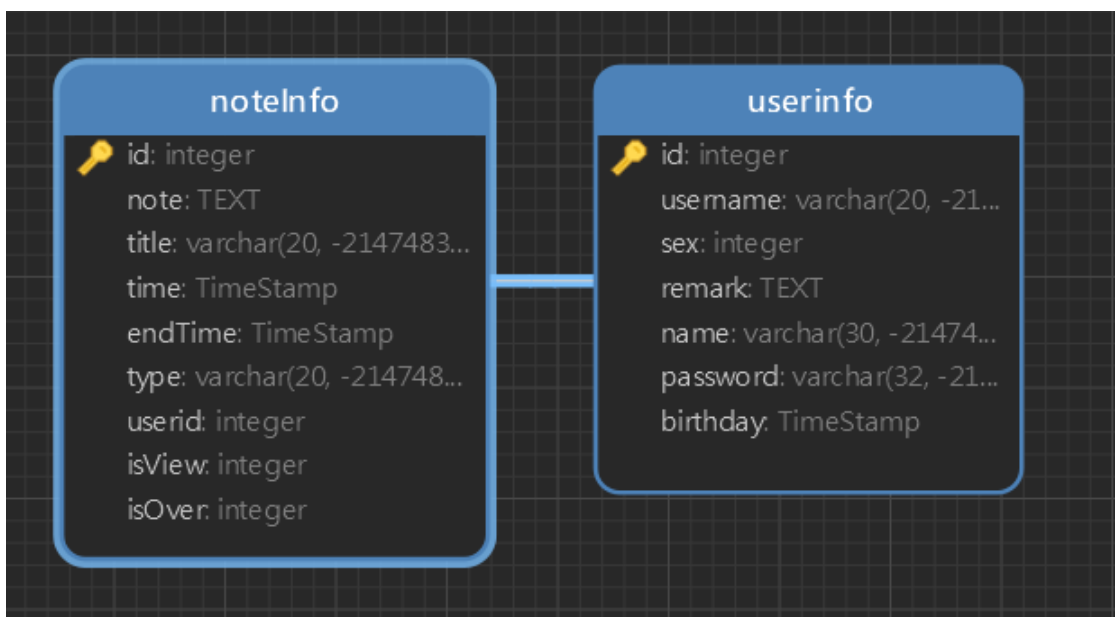 noteInfo
id: integer
note: TEXT
title: varchar(20, -2147483...
time: TimeStamp
endTime: TimeStamp
type: varchar(20, -214748...
userid: integer
isView: integer
isOver: integer
userinfo
id: integer
username: varchar(20, -21...
sex: integer
remark: TEXT
name: varchar(30, -21474...
password: varchar(32, -21...
birthday: TimeStamp